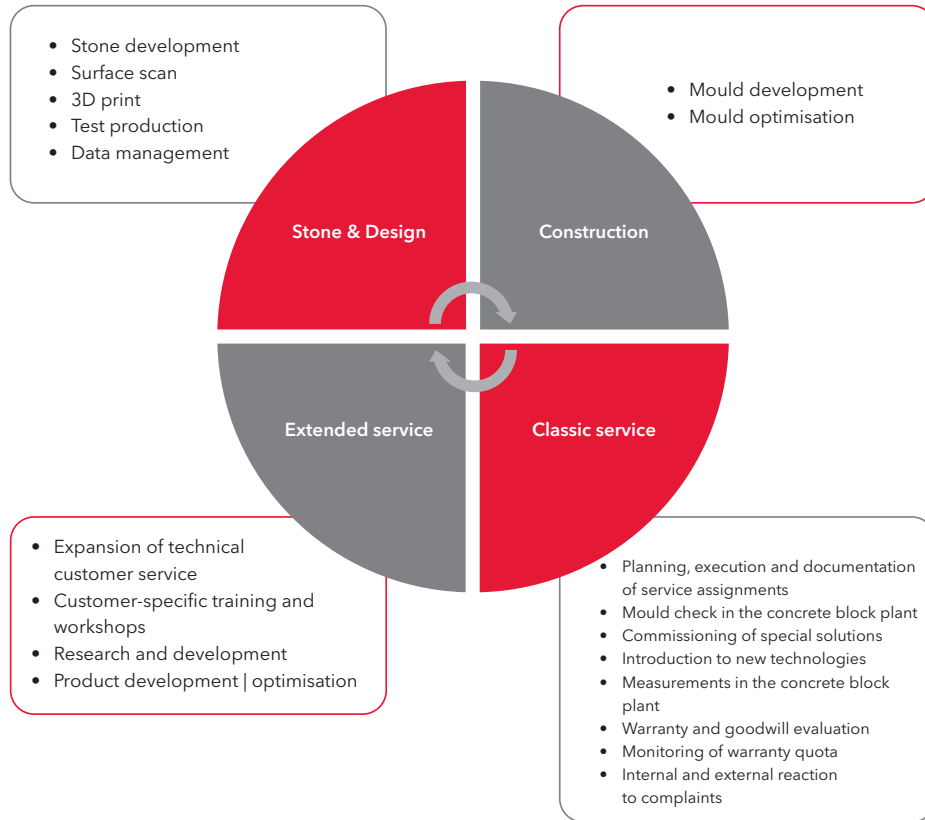 • Stone development
• Surface scan
• 3D print
• Test production
• Data management
• Mould development
• Mould optimisation
Stone & Design
Construction
Extended service
Classic service
• Expansion of technical
customer service
• Customer-specific training and
workshops
• Research and development
• Product development | optimisation
• Planning, execution and documentation
of service assignments
• Mould check in the concrete block plant
• Commissioning of special solutions
• Introduction to new technologies
• Measurements in the concrete block
plant
• Warranty and goodwill evaluation
• Monitoring of warranty quota
• Internal and external reaction
to complaints